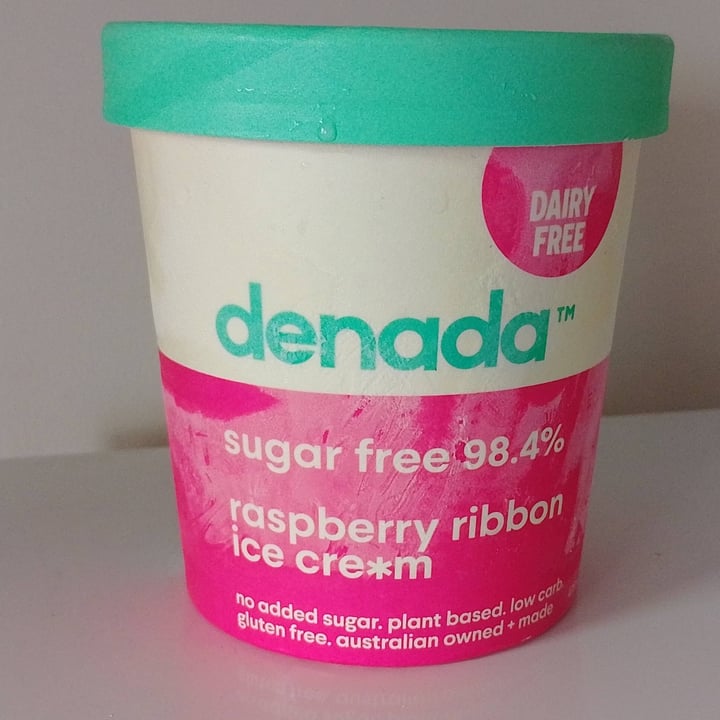 DAIRY
FREE
denada™
sugar free 98.4%
raspberry ribbon
ice cre*m
no added sugar. plant based. low carb.
gluten free. australian owned + made